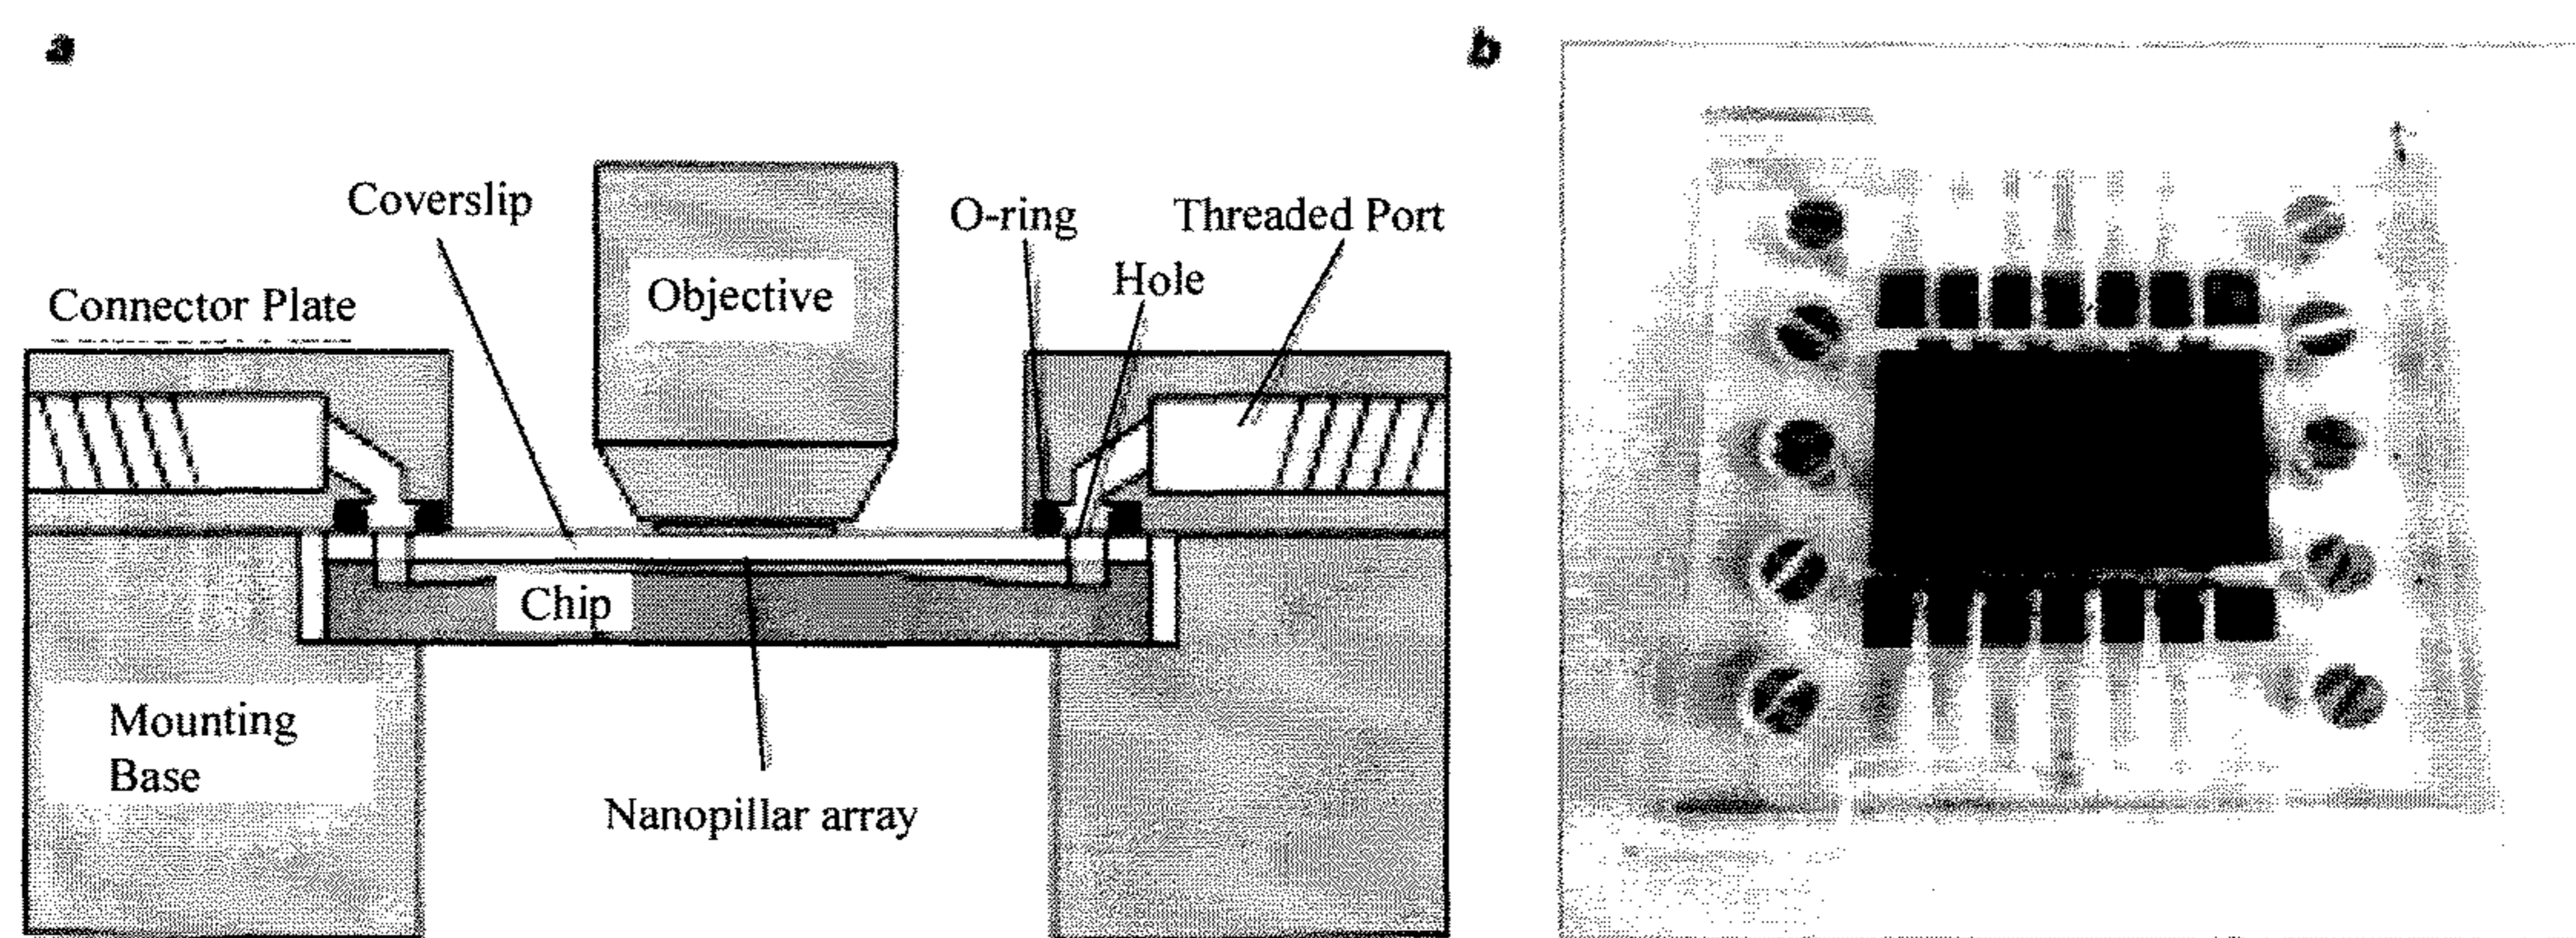 a
b
Coverslip
O-ring
Threaded Port
Hole
Objective
Connector Plate
Chip
Mounting
Base
Nanopillar array